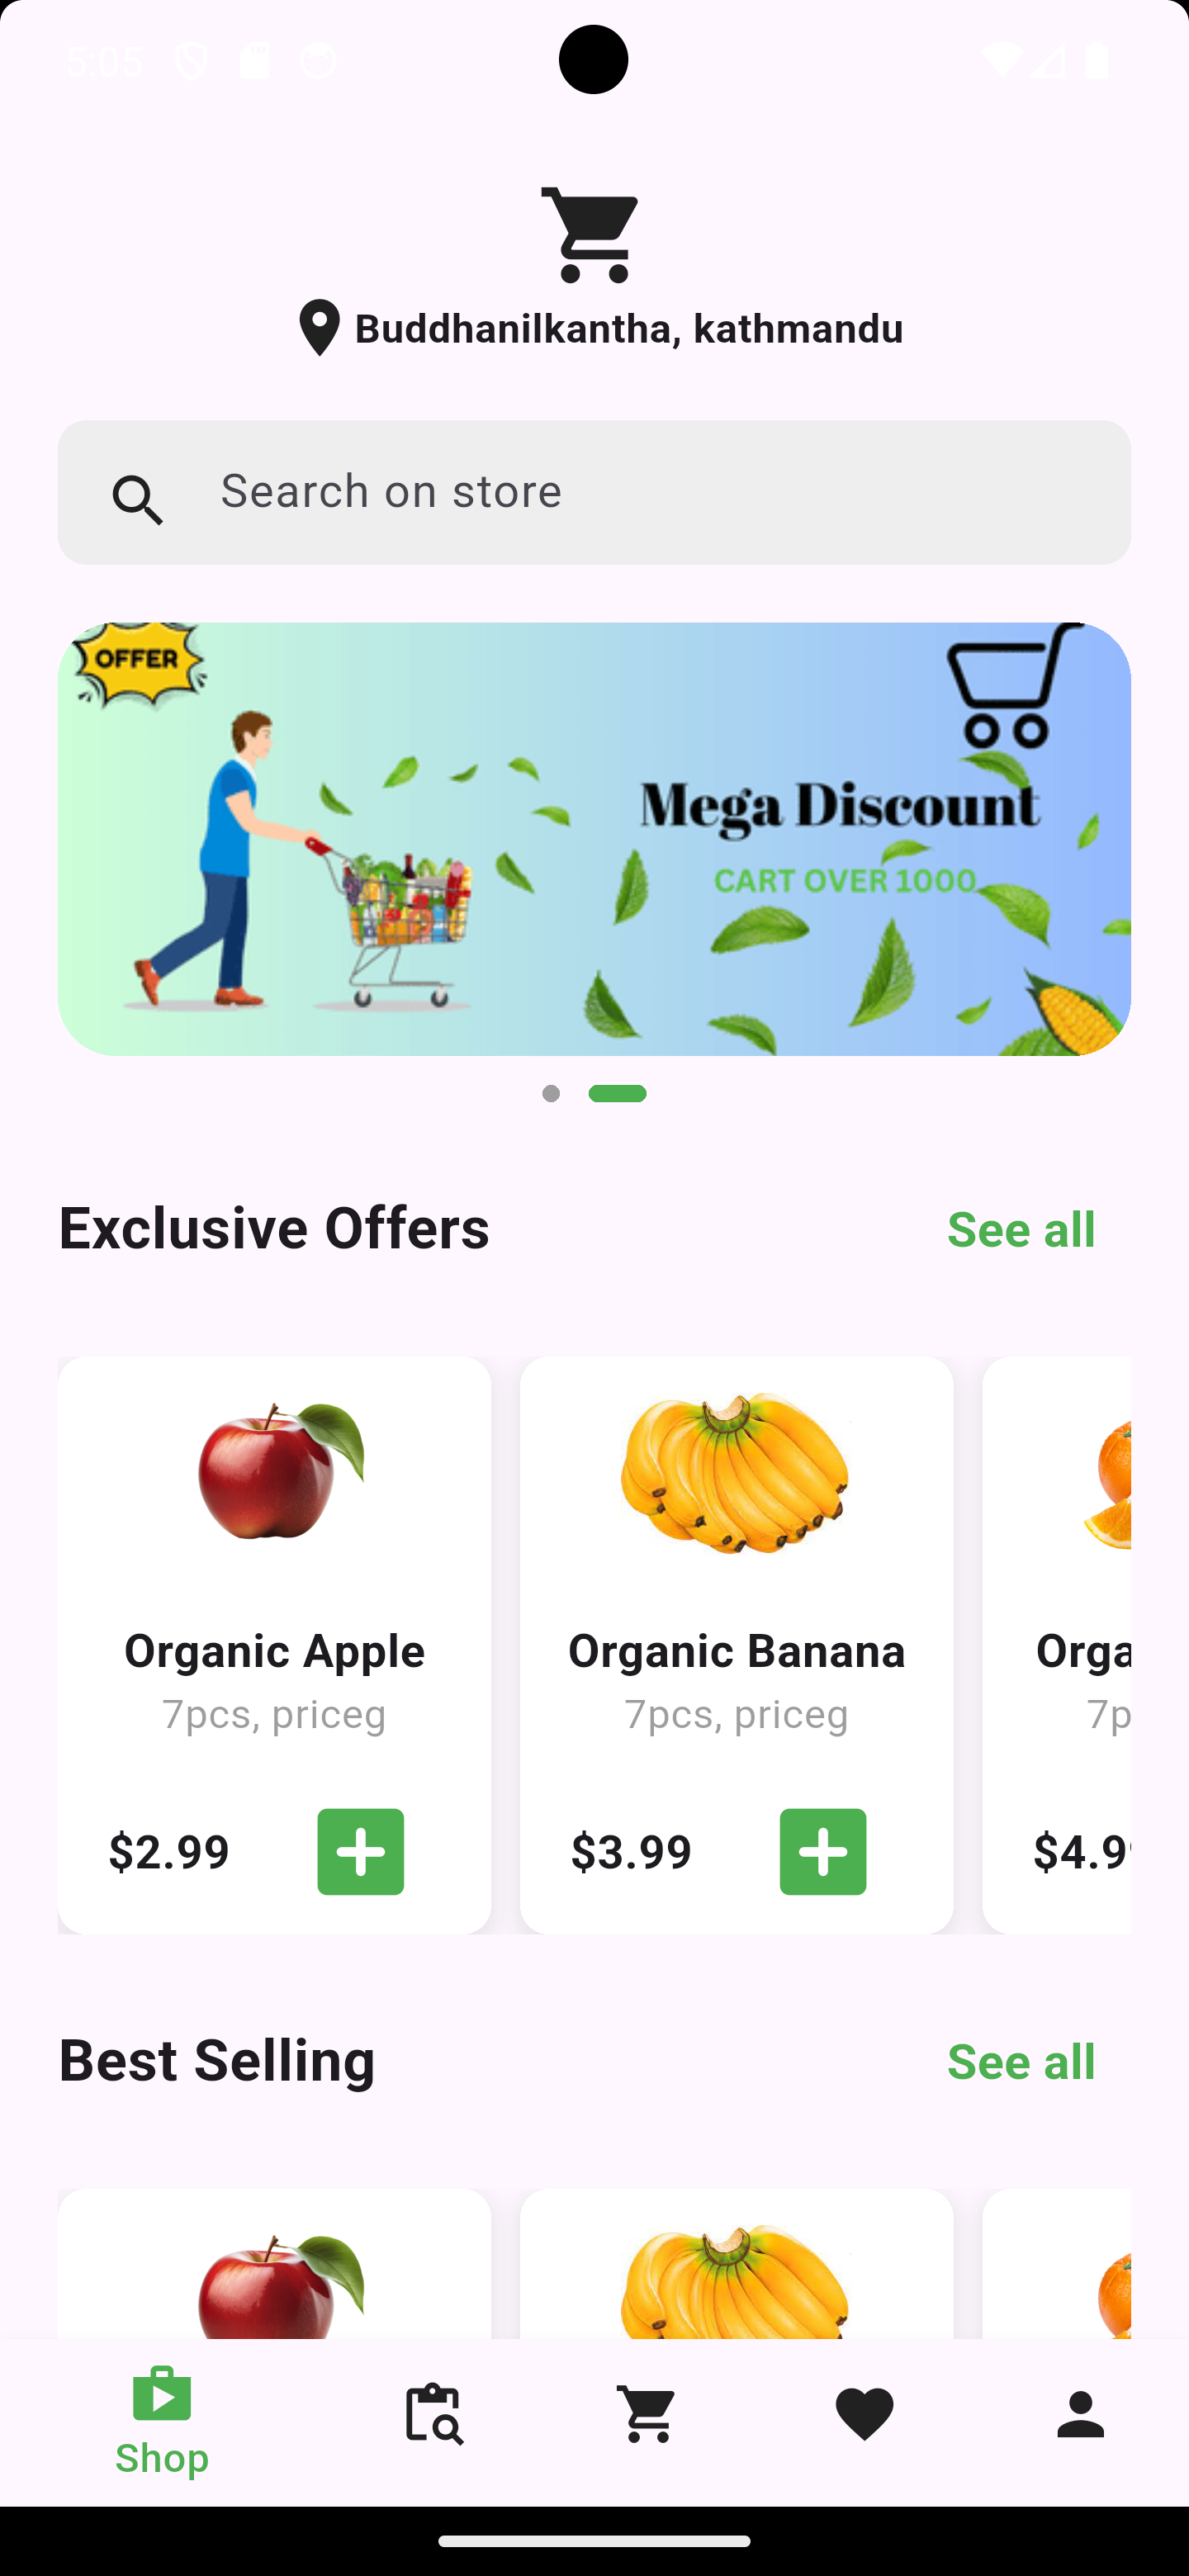 5:05
Buddhanilkantha, kathmandu
Search on store
OFFER
Mega Discount
CART OVER 1000
Exclusive Offers
See all
Organic Apple
7pcs, priceg
$2.99
Organic Banana
7pcs, priceg
$3.99
Orga
7p
$4.9
Best Selling
See all
Shop